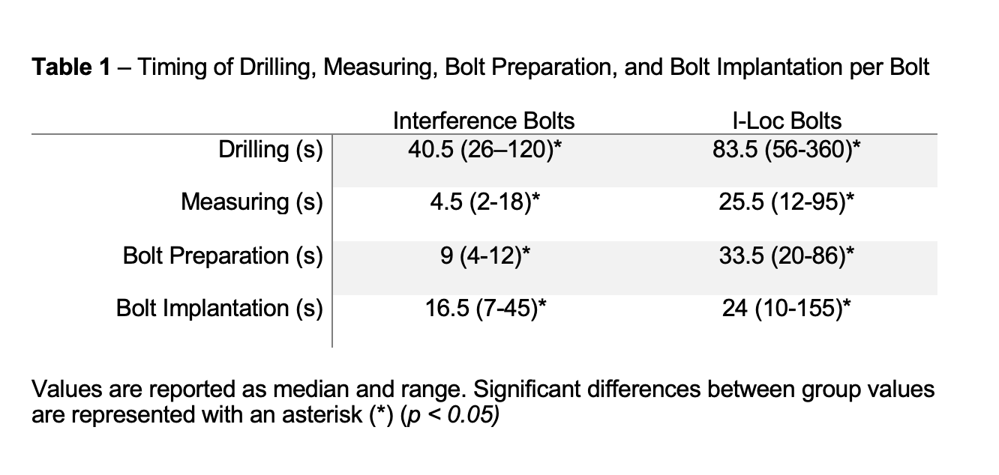 Table 1 – Timing of Drilling, Measuring, Bolt Preparation, and Bolt Implantation per Bolt
Interference Bolts I-Loc Bolts
Drilling (s) 40.5 (26–120)* 83.5 (56-360)*
Measuring (s) 4.5 (2-18)* 25.5 (12-95)*
Bolt Preparation (s) 9 (4-12)* 33.5 (20-86)*
Bolt Implantation (s) 16.5 (7-45)* 24 (10-155)*
Values are reported as median and range. Significant differences between group values
are represented with an asterisk (*) (p < 0.05)